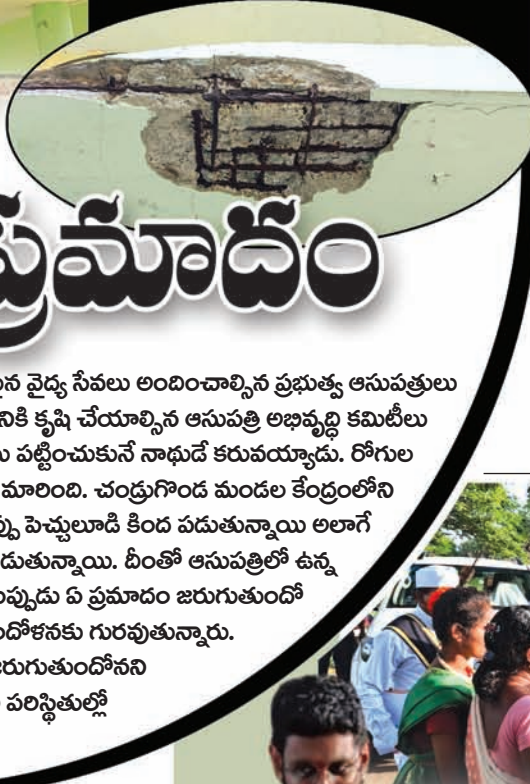 ప్రమాదం
వైద్య సేవలు అందించాల్సిన ప్రభుత్వ ఆసుపత్రులు
కృషి చేయాల్సిన ఆసుపత్రి అభివృద్ధి కమిటీలు
పట్టించుకునే నాథుడే కరువయ్యాడు. రోగుల
మారింది. చండ్రుగొండ మండల కేంద్రంలోని
పెచ్చులూడి కింద పడుతున్నాయి అలాగే
దీంతో ఆసుపత్రిలో ఉన్న
ఏ ప్రమాదం జరుగుతుందో
గురవుతున్నారు.
జరుగుతుందోనని
పరిస్థితుల్లో